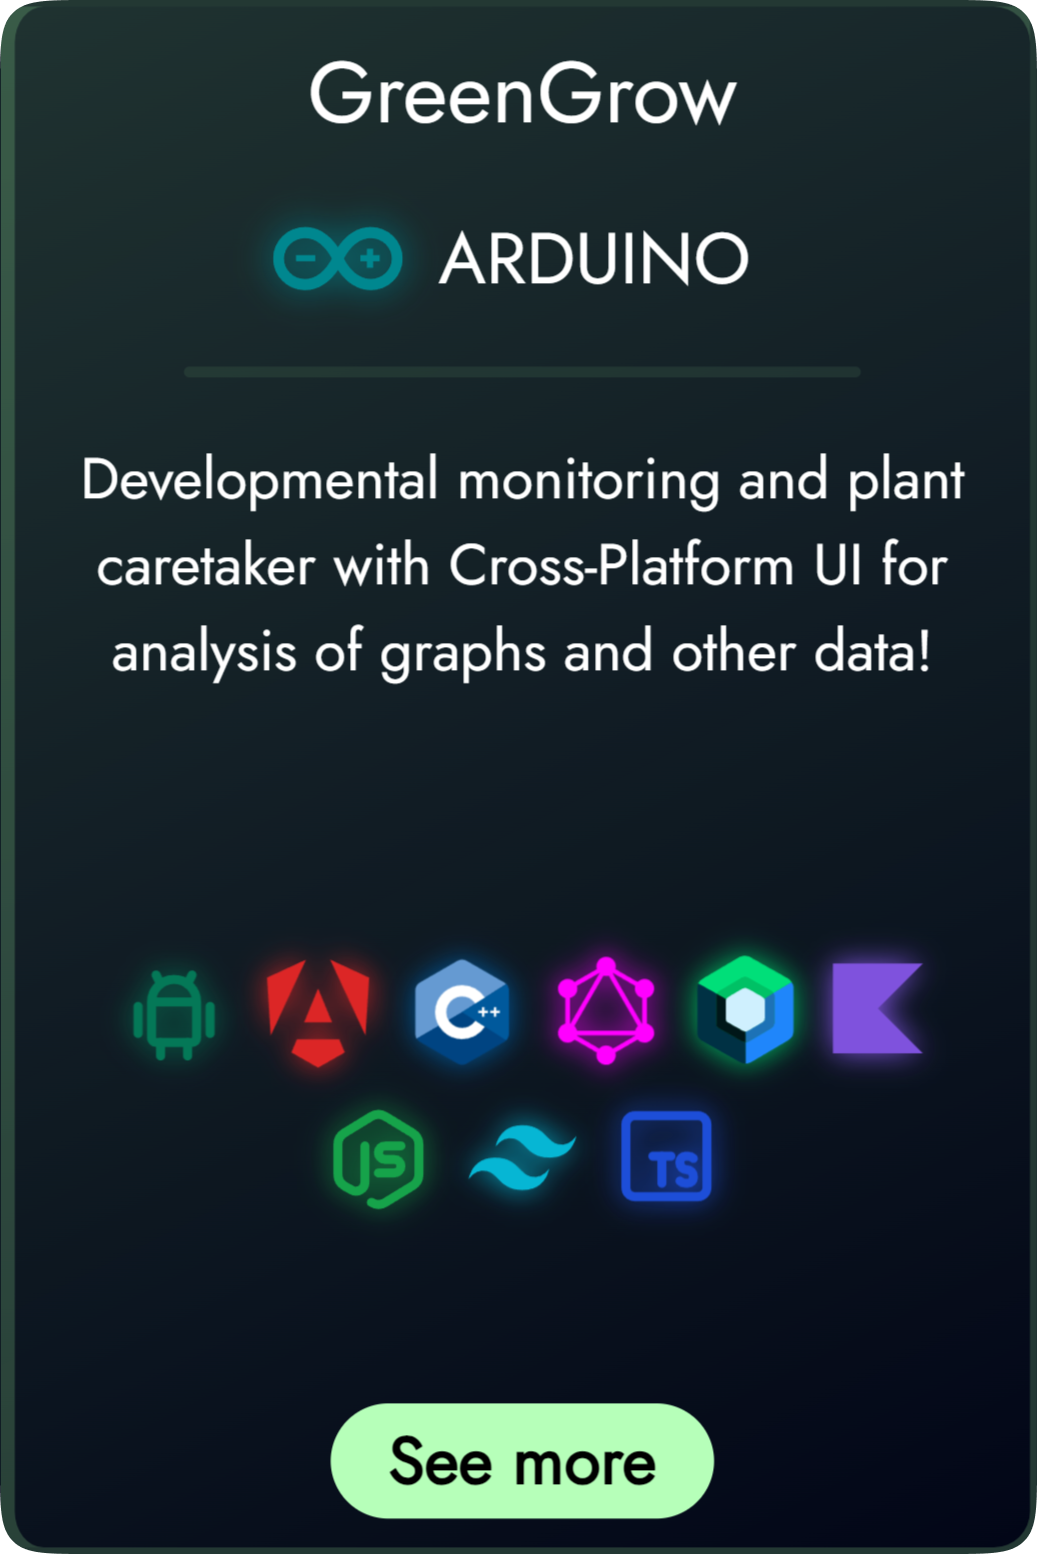 GreenGrow
ARDUINO
Developmental monitoring and plant
caretaker with Cross-Platform UI for
analysis of graphs and other data!
C++
JS
TS
See more